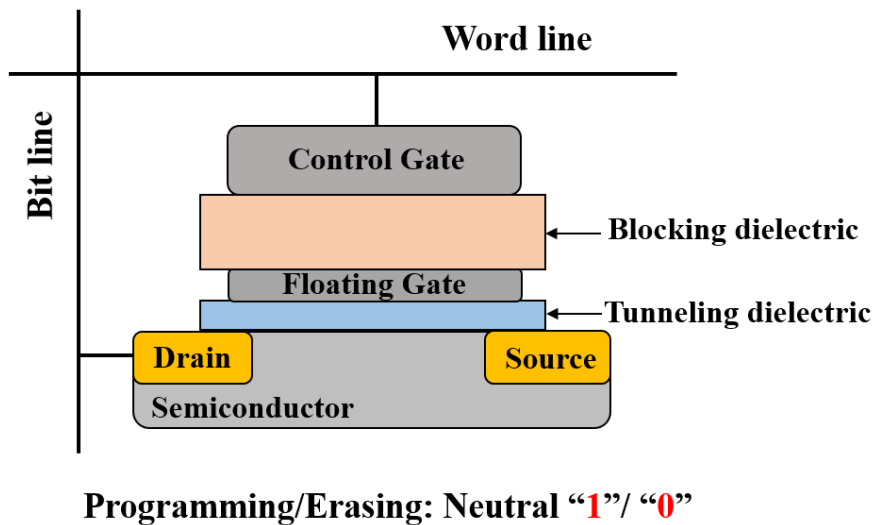 Word line
Bit line
Control Gate
Blocking dielectric
Floating Gate
Tunneling dielectric
Drain
Source
Semiconductor
Programming/Erasing: Neutral “1”/ “0”